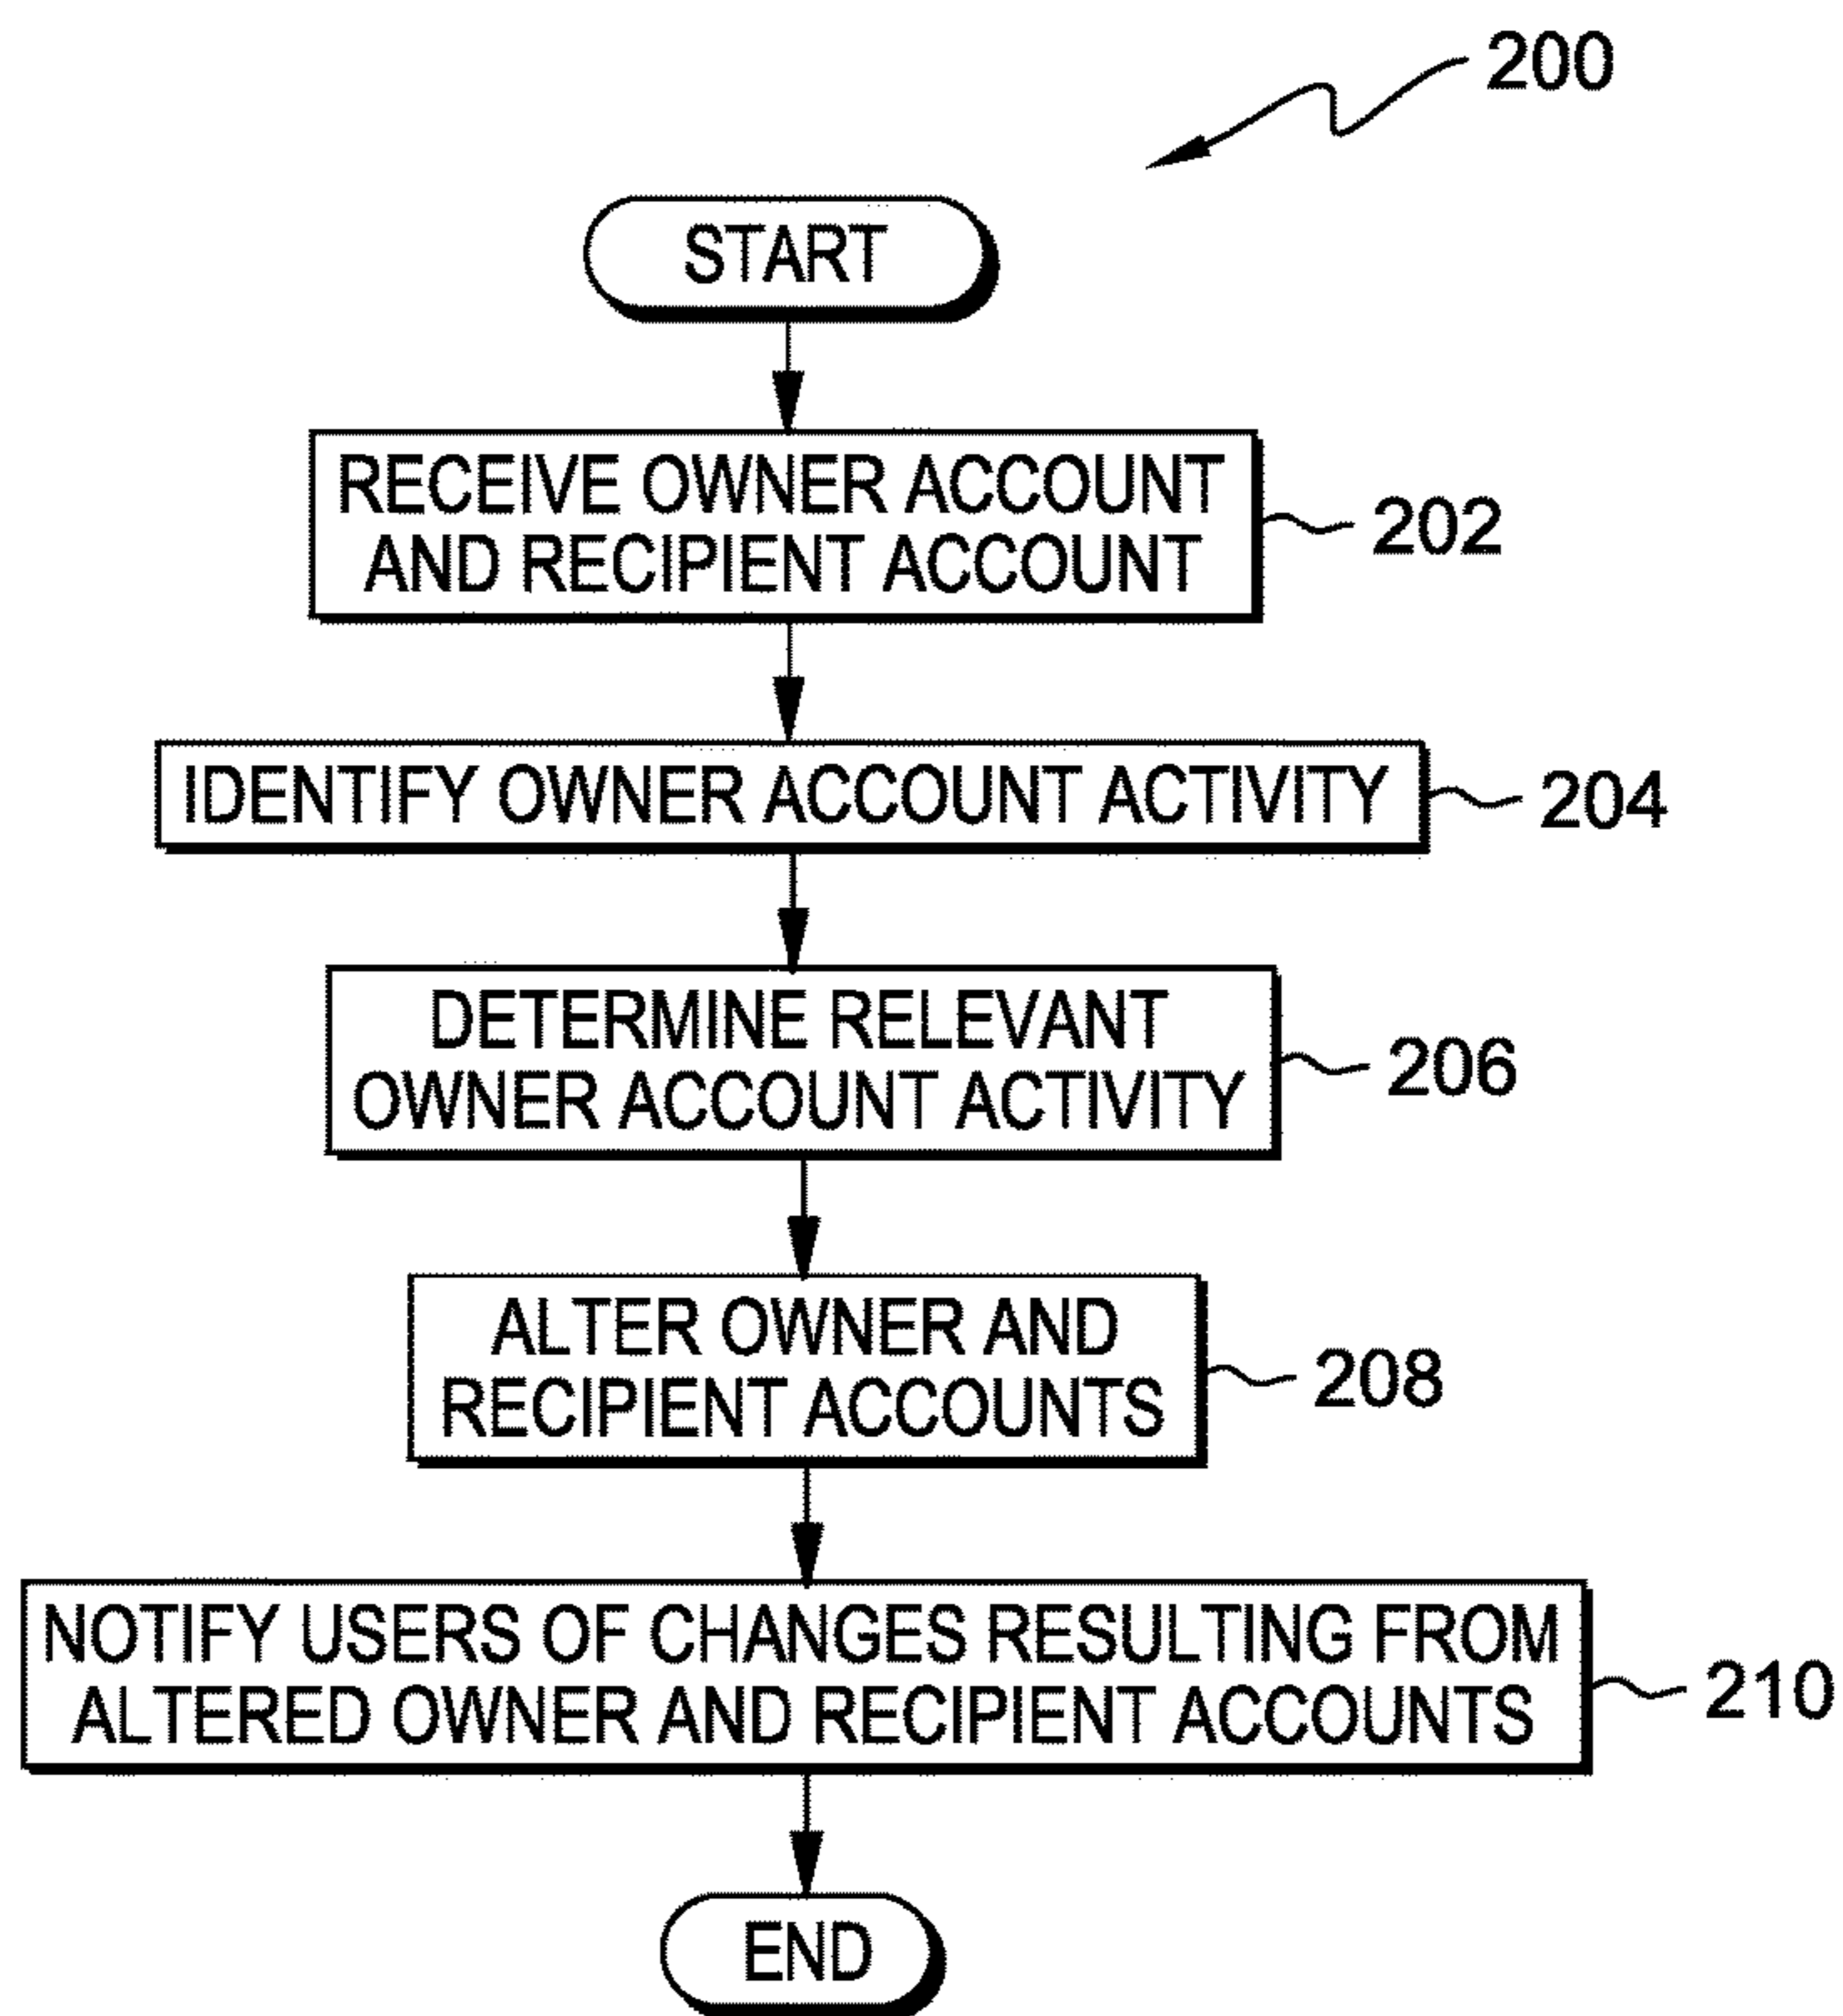 200
START
RECEIVE OWNER ACCOUNT
AND RECIPIENT ACCOUNT
202
IDENTIFY OWNER ACCOUNT ACTIVITY
204
DETERMINE RELEVANT
OWNER ACCOUNT ACTIVITY
206
ALTER OWNER AND
RECIPIENT ACCOUNTS
208
NOTIFY USERS OF CHANGES RESULTING FROM
ALTERED OWNER AND RECIPIENT ACCOUNTS
210
END